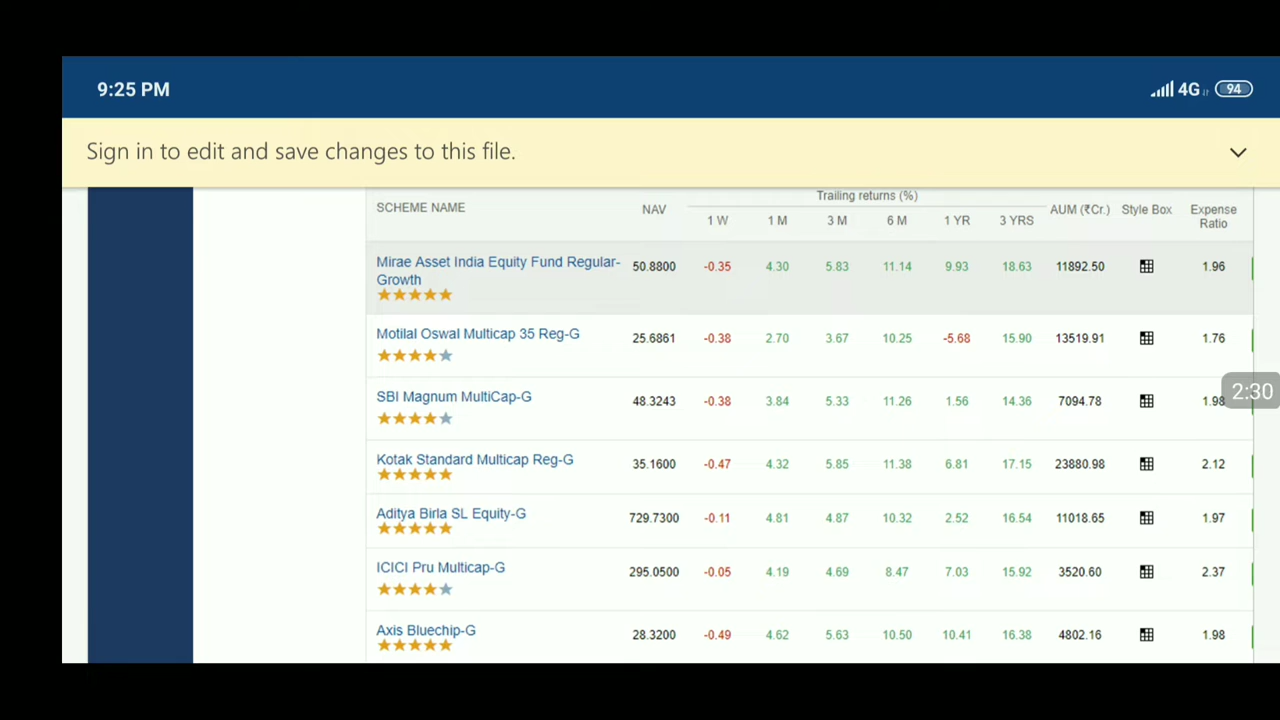 9:25 PM 4G 94
Sign in to edit and save changes to this file.
SCHEME NAME NAV Trailing returns (%) AUM (₹Cr.) Style Box Expense Ratio
1 W 1 M 3 M 6 M 1 YR 3 YRS
Mirae Asset India Equity Fund Regular-
Growth 50.8800 -0.35 4.30 5.83 11.14 9.93 18.63 11892.50 1.96
Motilal Oswal Multicap 35 Reg-G 25.6861 -0.38 2.70 3.67 10.25 -5.68 15.90 13519.91 1.76
SBI Magnum MultiCap-G 48.3243 -0.38 3.84 5.33 11.26 1.56 14.36 7094.78 1.98
2:30
Kotak Standard Multicap Reg-G 35.1600 -0.47 4.32 5.85 11.38 6.81 17.15 23880.98 2.12
Aditya Birla SL Equity-G 729.7300 -0.11 4.81 4.87 10.32 2.52 16.54 11018.65 1.97
ICICI Pru Multicap-G 295.0500 -0.05 4.19 4.69 8.47 7.03 15.92 3520.60 2.37
Axis Bluechip-G 28.3200 -0.49 4.62 5.63 10.50 10.41 16.38 4802.16 1.98